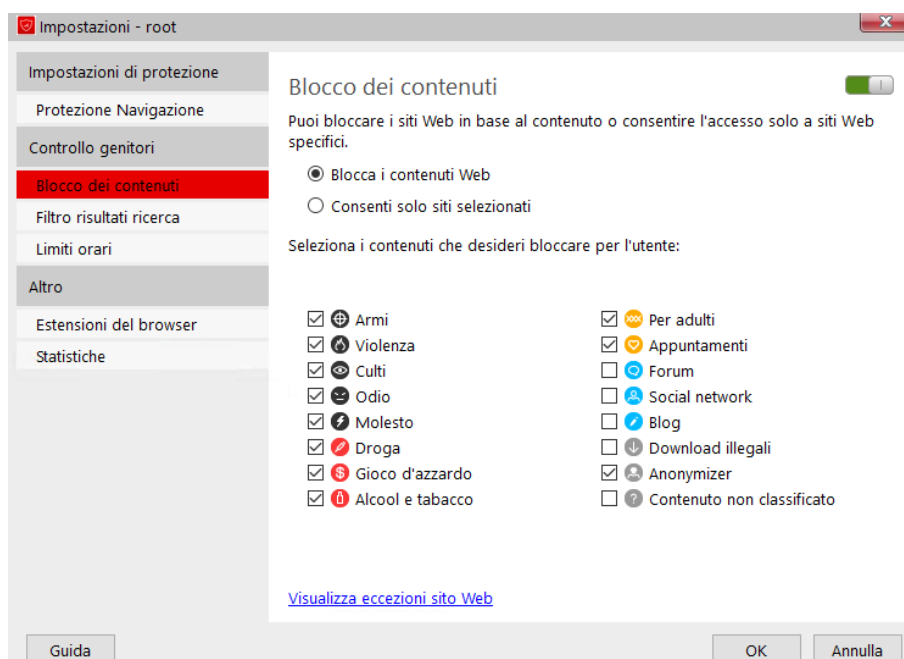 Impostazioni - root
Impostazioni di protezione
Protezione Navigazione
Controllo genitori
Blocco dei contenuti
Filtro risultati ricerca
Limiti orari
Altro
Estensioni del browser
Statistiche
Blocco dei contenuti
Puoi bloccare i siti Web in base al contenuto o consentire l'accesso solo a siti Web
specifici.
Blocca i contenuti Web
Consenti solo siti selezionati
Seleziona i contenuti che desideri bloccare per l'utente:
Armi
Violenza
Culti
Odio
Molesto
Droga
Gioco d'azzardo
Alcool e tabacco
Per adulti
Appuntamenti
Forum
Social network
Blog
Download illegali
Anonymizer
Contenuto non classificato
Visualizza eccezioni sito Web
Guida
OK
Annulla